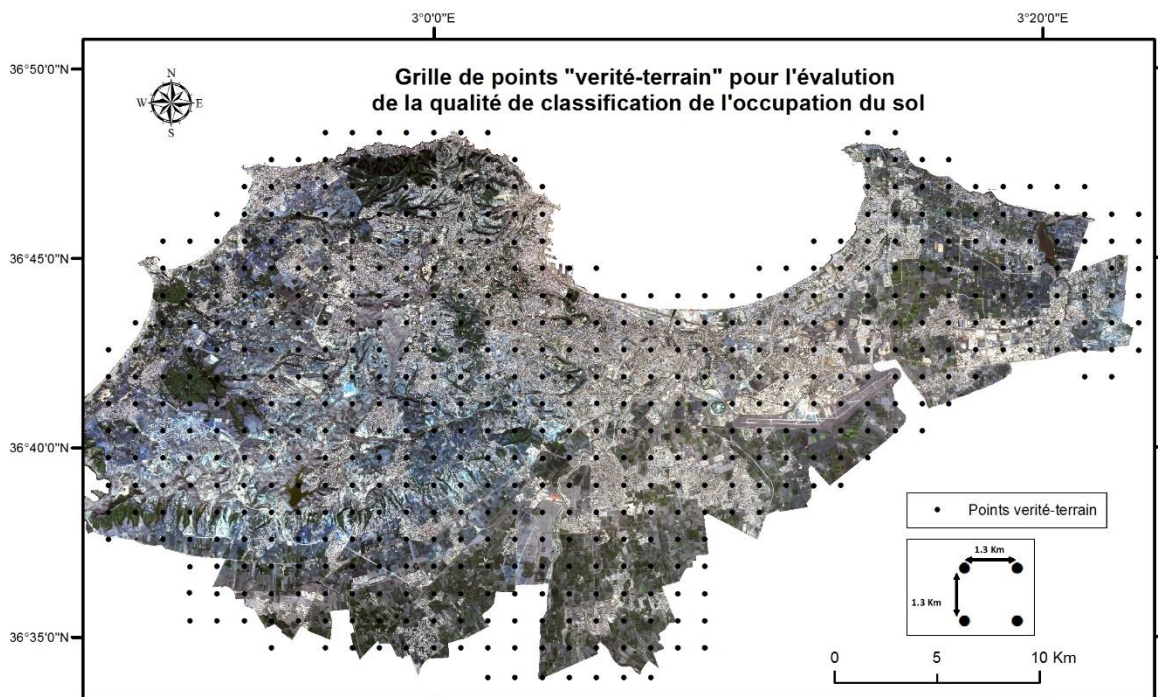 3°0'0"E 3°20'0"E
36°50'0"N
Grille de points "verité-terrain" pour l'évalution
de la qualité de classification de l'occupation du sol
N
W E
S
36°45'0"N
36°40'0"N
Points verité-terrain
1.3 Km
1.3 Km
36°35'0"N
0 5 10 Km